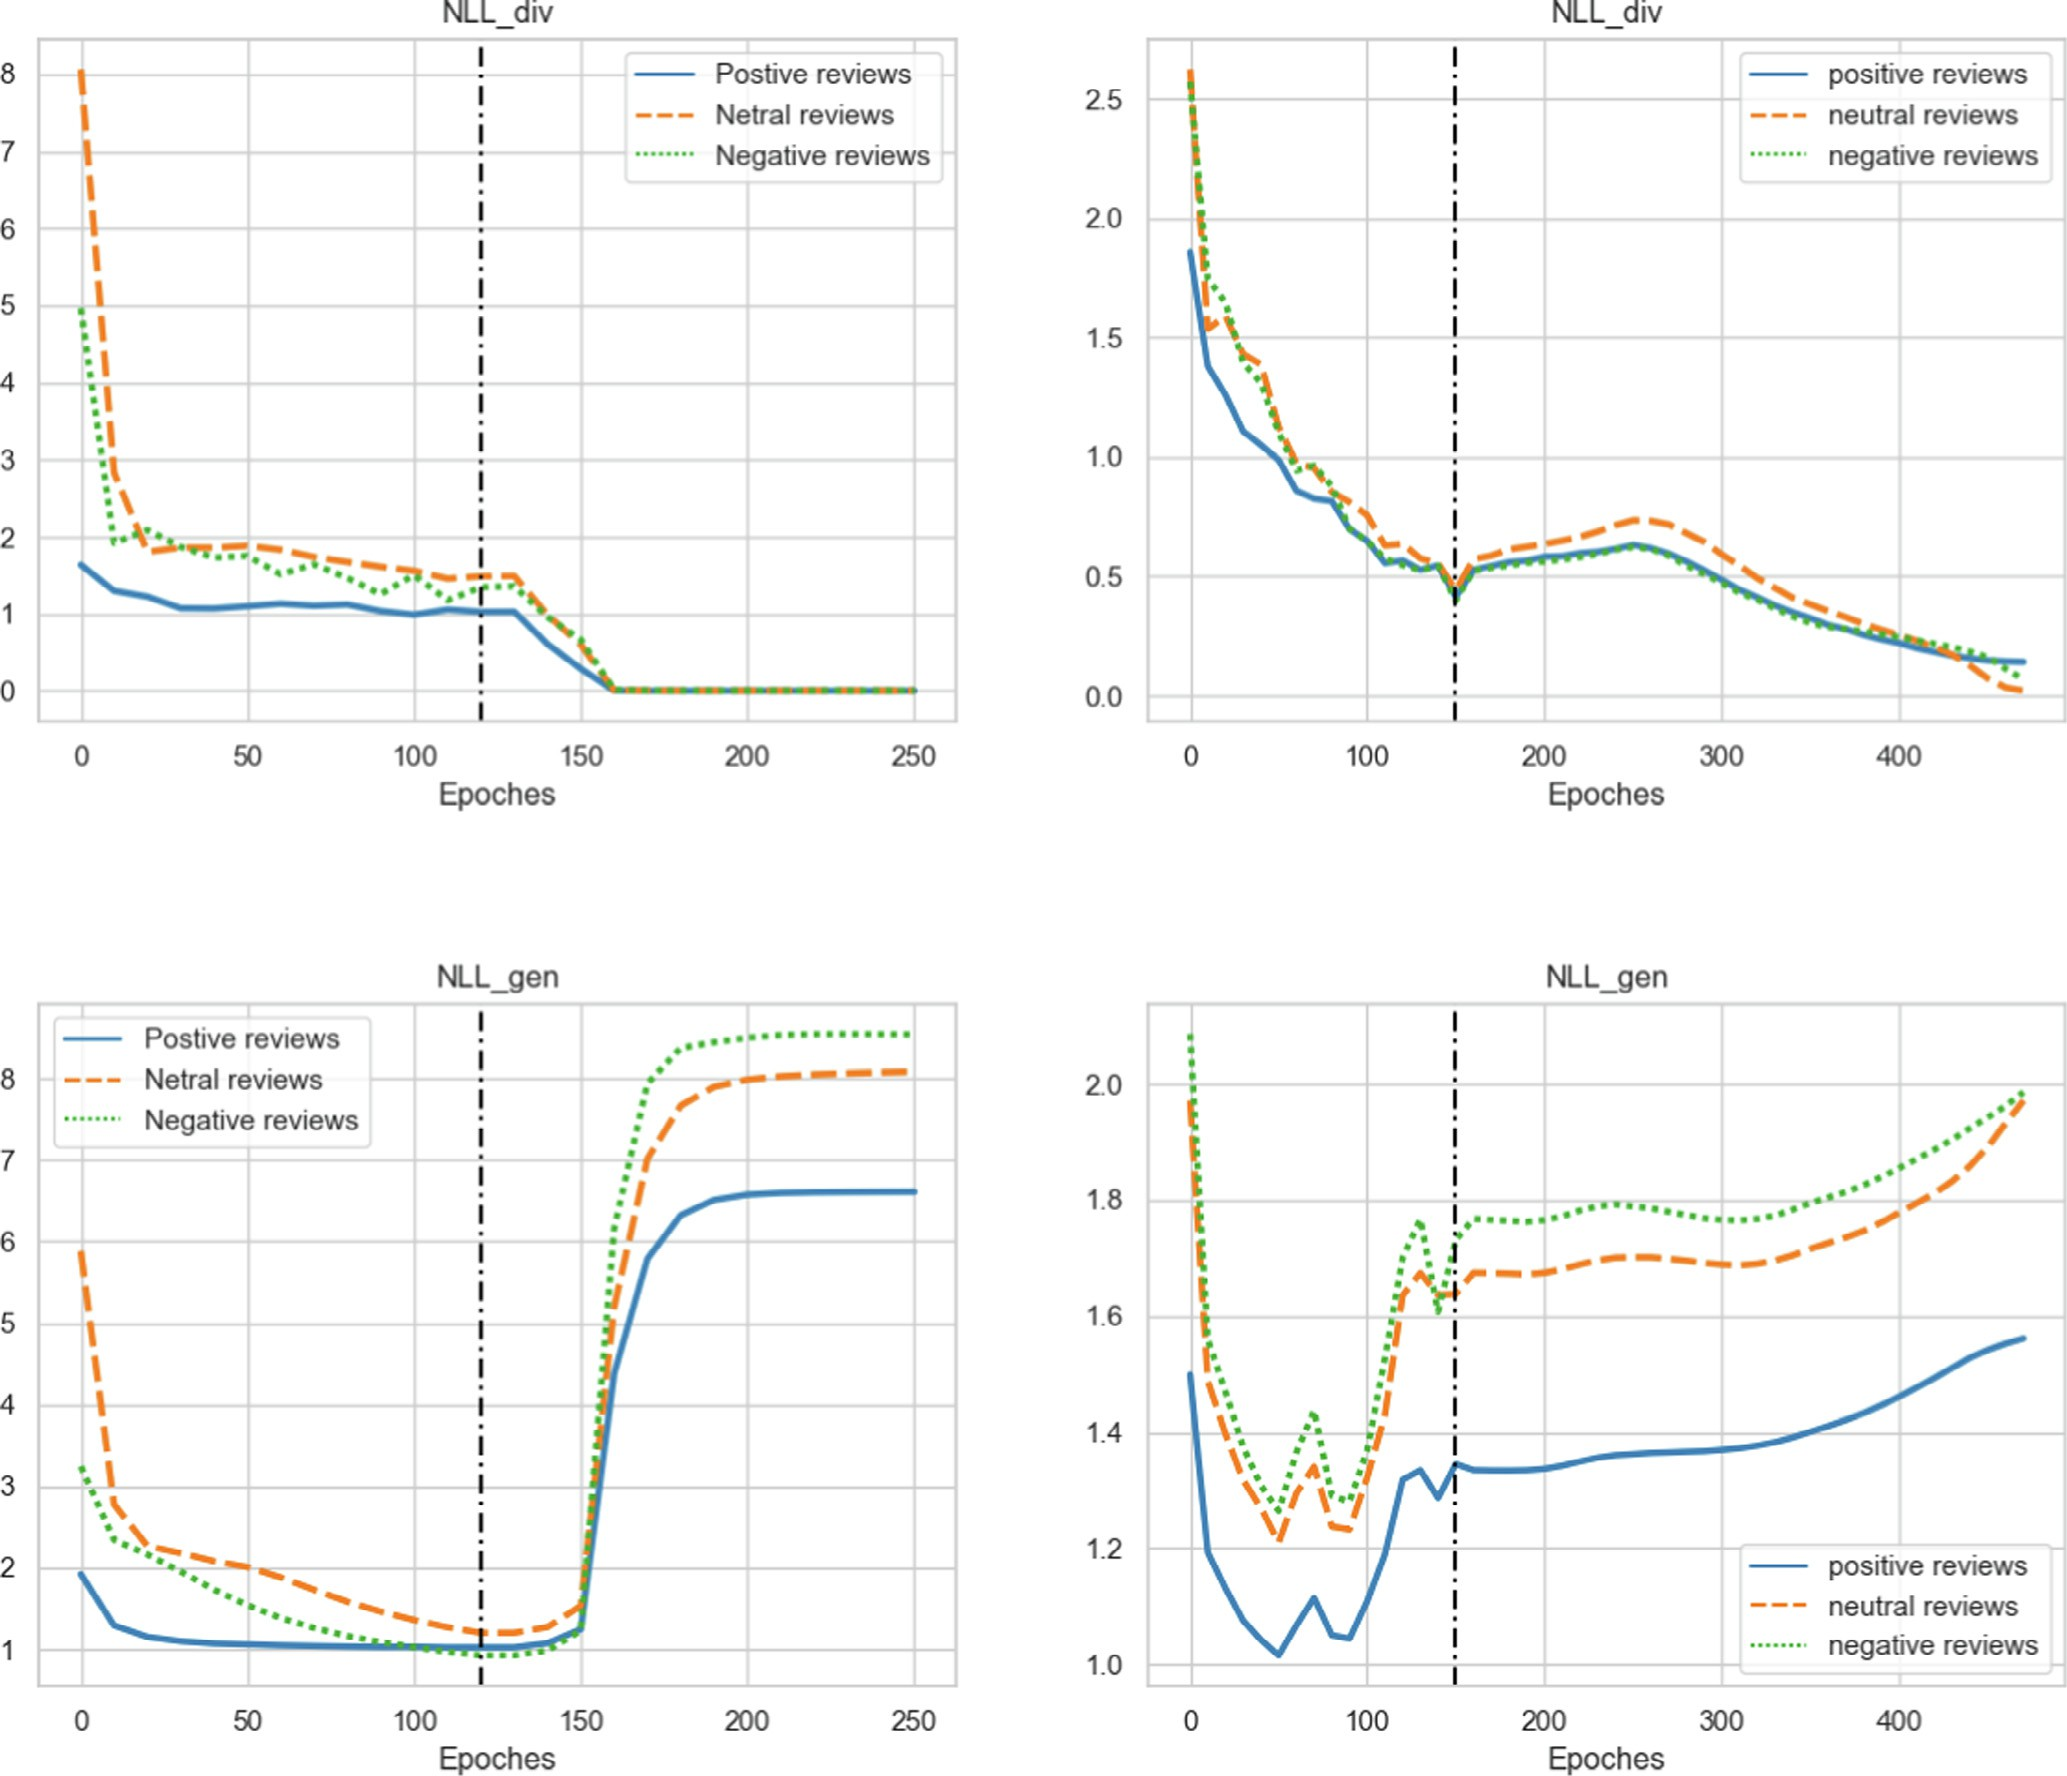 NLL_div
8
7
6
5
4
3
2
1
0
Postive reviews
Netral reviews
Negative reviews
0 50 100 150 200 250
Epoches
NLL_div
2.5
2.0
1.5
1.0
0.5
0.0
positive reviews
neutral reviews
negative reviews
0 100 200 300 400
Epoches
NLL_gen
8
7
6
5
4
3
2
1
Postive reviews
Netral reviews
Negative reviews
0 50 100 150 200 250
Epoches
NLL_gen
2.0
1.8
1.6
1.4
1.2
1.0
positive reviews
neutral reviews
negative reviews
0 100 200 300 400
Epoches